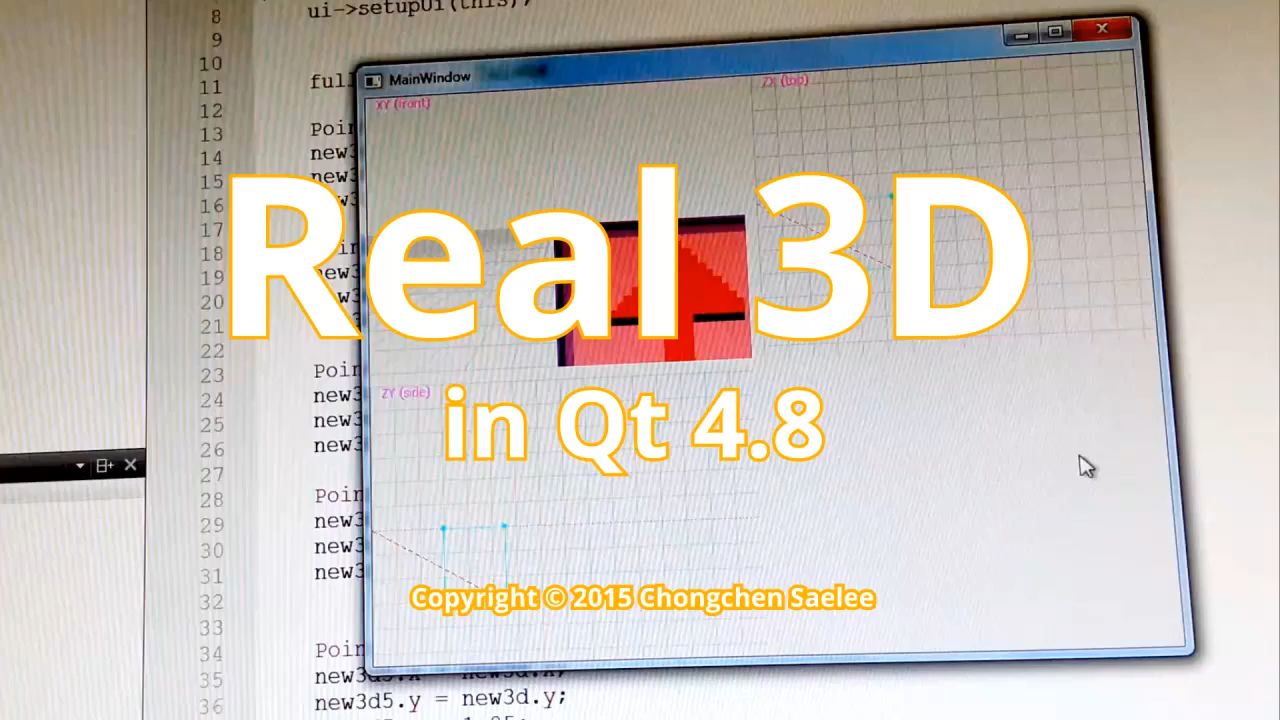 8
ui->setupUi(this);
9
10
11 full
12
13 Poin
14 new3
15 new3
16
17
18
19 new3
20
21
22
23 Poin
24 new3
25 new3
26 new3
27
28 Poin
29 new3
30 new3
31 new3
32
33
34 Poin
35
36 new3d5.y = new3d.y;
MainWindow
XY (front)
ZX (top)
ZY (side)
Real 3D
in Qt 4.8
Copyright © 2015 Chongchen Saelee